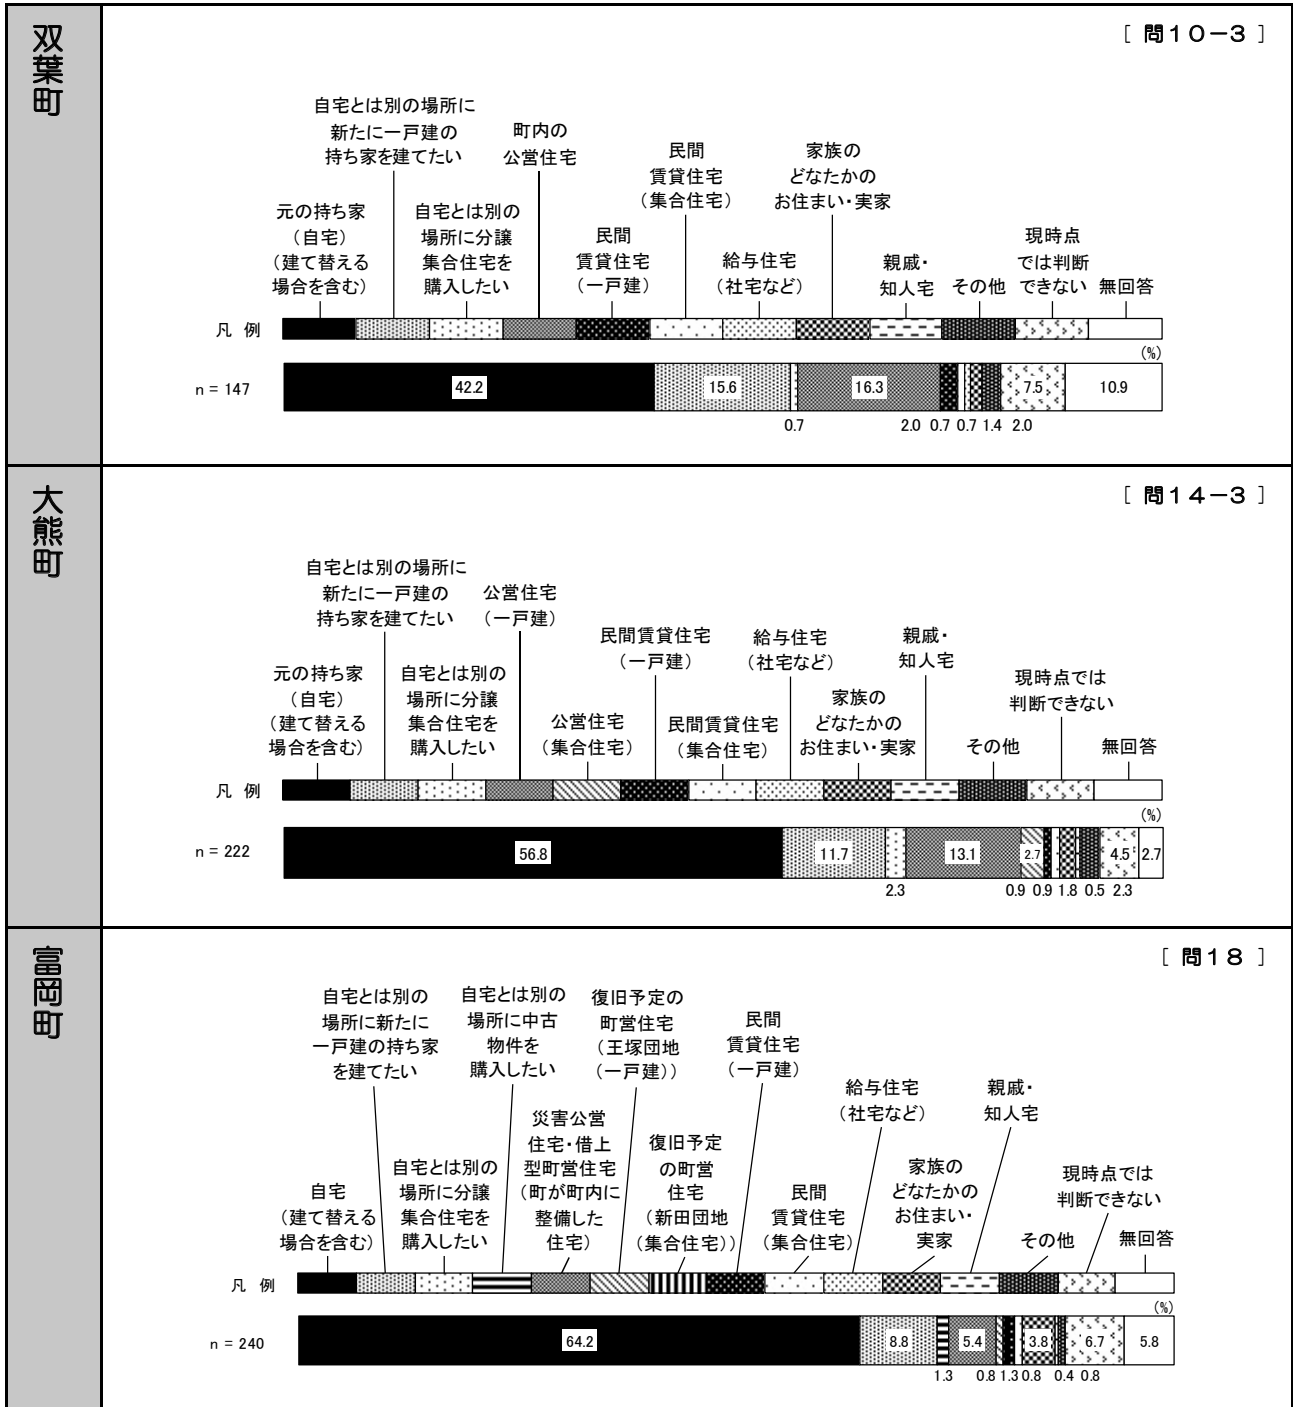 双葉町
［ 問１０－３ ］
自宅とは別の場所に
新たに一戸建の
持ち家を建てたい
町内の
公営住宅
民間
賃貸住宅
（集合住宅）
家族の
どなたかの
お住まい・実家
元の持ち家
（自宅）
（建て替える
場合を含む）
自宅とは別の
場所に分譲
集合住宅を
購入したい
民間
賃貸住宅
（一戸建）
給与住宅
（社宅など）
親戚・
知人宅
その他
現時点
では判断
できない
無回答
凡 例
(%)
n = 147
42.2
15.6
16.3
7.5
10.9
0.7
2.0
0.7
0.7
1.4
2.0
大熊町
［ 問１４－３ ］
自宅とは別の場所に
新たに一戸建の
持ち家を建てたい
公営住宅
（一戸建）
民間賃貸住宅
（一戸建）
給与住宅
（社宅など）
親戚・
知人宅
元の持ち家
（自宅）
（建て替える
場合を含む）
自宅とは別の
場所に分譲
集合住宅を
購入したい
公営住宅
（集合住宅）
民間賃貸住宅
（集合住宅）
家族の
どなたかの
お住まい・実家
その他
現時点では
判断できない
無回答
凡 例
(%)
n = 222
56.8
11.7
13.1
2.7
4.5
2.7
2.3
0.9
0.9
1.8
0.5
2.3
富岡町
［ 問１８ ］
自宅とは別の
場所に新たに
一戸建の持ち家
を建てたい
自宅とは別の
場所に中古
物件を
購入したい
復旧予定の
町営住宅
（王塚団地
（一戸建））
民間
賃貸住宅
（一戸建）
給与住宅
（社宅など）
親戚・
知人宅
自宅
（建て替える
場合を含む）
自宅とは別の
場所に分譲
集合住宅を
購入したい
災害公営
住宅・借上
型町営住宅
（町が町内に
整備した
住宅）
復旧予定
の町営
住宅
（新田団地
（集合住宅））
民間
賃貸住宅
（集合住宅）
家族の
どなたかの
お住まい・
実家
その他
現時点では
判断できない
無回答
凡 例
(%)
n = 240
64.2
8.8
5.4
3.8
6.7
5.8
1.3
0.8
1.3
0.8
0.4
0.8